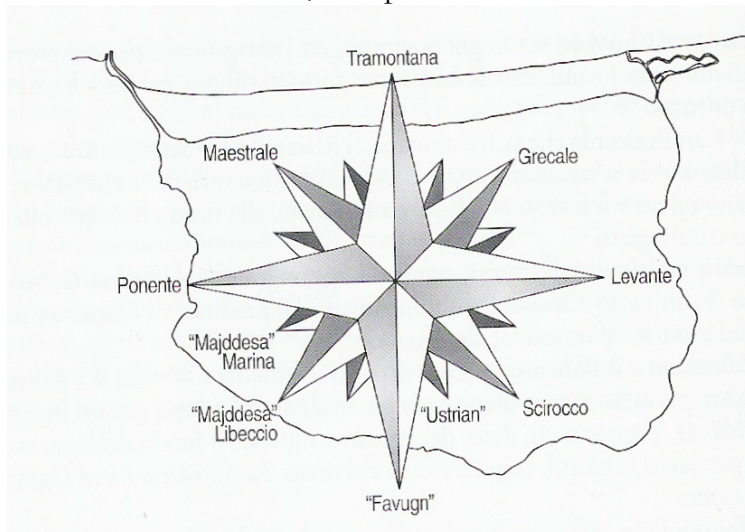 Tramontana
Maestrale
Grecale
Ponente
Levante
"Majddesa"
Marina
"Majddesa"
Libeccio
"Ustrian"
Scirocco
"Favugn"